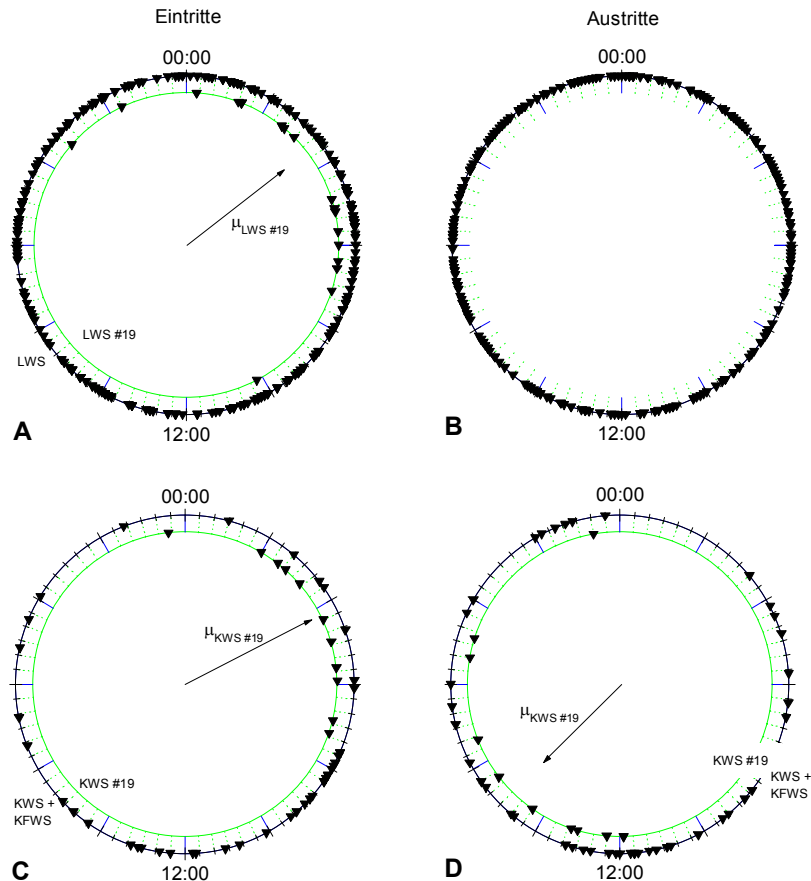 Eintritte
Austritte
00:00
00:00
μLWS #19
LWS #19
LWS
A
12:00
B
12:00
00:00
00:00
μKWS #19
μKWS #19
KWS #19
KWS +
KFWS
KWS #19
KWS +
KFWS
C
12:00
D
12:00